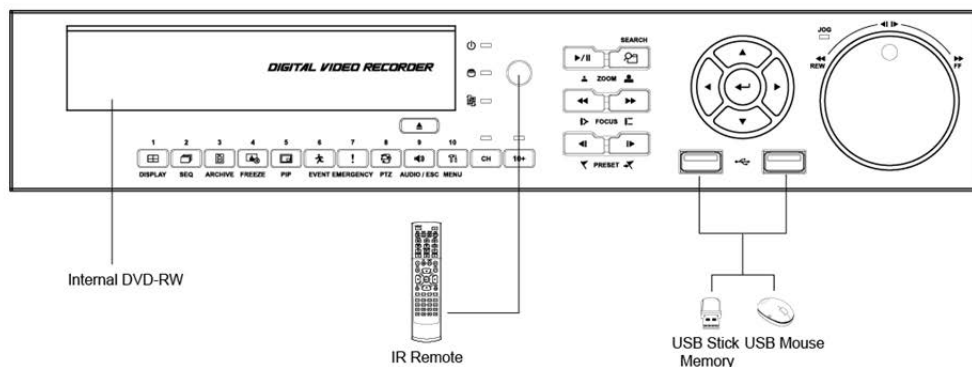 SEARCH
JOG
REW
FF
DIGITAL VIDEO RECORDER
ZOOM
FOCUS
PRESET
1 2 3 4 5 6 7 8 9 10
CH 10+
DISPLAY SEQ ARCHIVE FREEZE PIP EVENT EMERGENCY PTZ AUDIO / ESC MENU
Internal DVD-RW
IR Remote
USB Stick Memory
USB Mouse